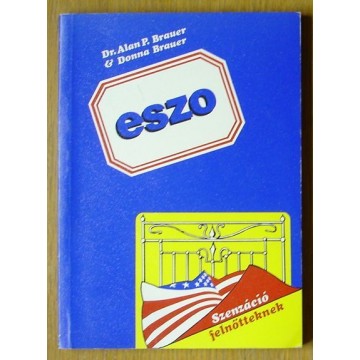 Dr. Alan P. Brauer
& Donna Brauer
eszo
Szenzáció
felnőtteknek